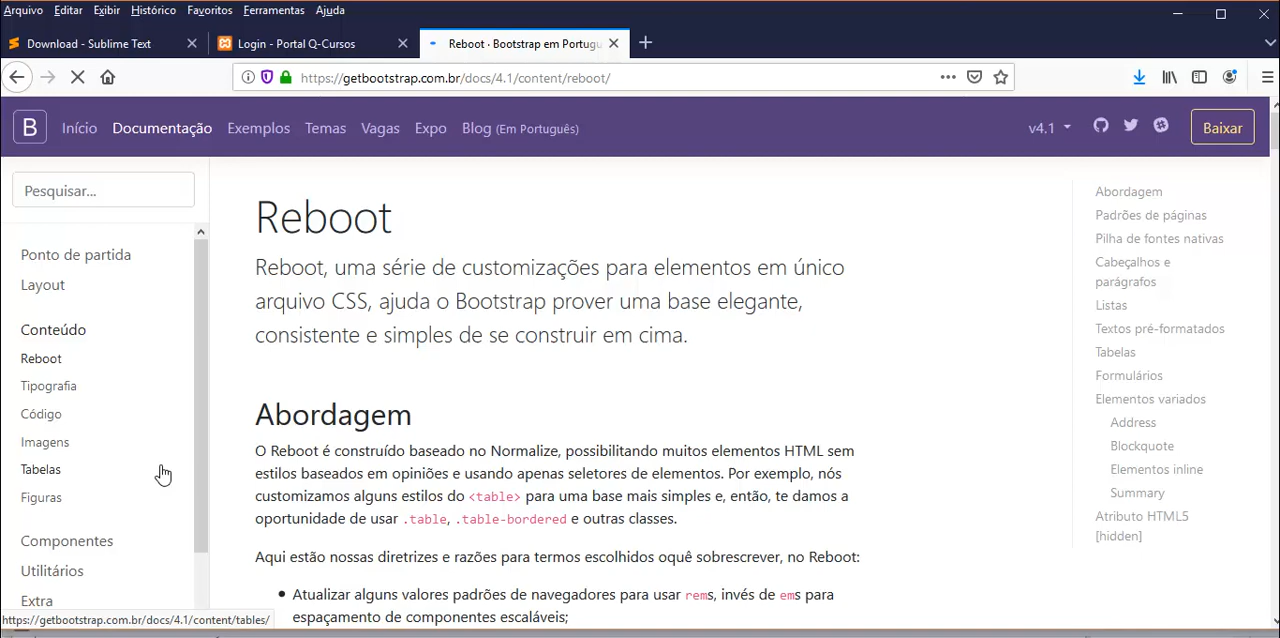 Arquivo Editar Exibir Histórico Favoritos Ferramentas Ajuda
Download - Sublime Text
Login - Portal Q-Cursos
Reboot · Bootstrap em Portugu
https://getbootstrap.com.br/docs/4.1/content/reboot/
B Início Documentação Exemplos Temas Vagas Expo Blog (Em Português) v4.1 Baixar
Pesquisar...
Ponto de partida
Layout
Conteúdo
Reboot
Tipografia
Código
Imagens
Tabelas
Figuras
Componentes
Utilitários
Extra
Reboot
Reboot, uma série de customizações para elementos em único
arquivo CSS, ajuda o Bootstrap prover uma base elegante,
consistente e simples de se construir em cima.
Abordagem
O Reboot é construído baseado no Normalize, possibilitando muitos elementos HTML sem
estilos baseados em opiniões e usando apenas seletores de elementos. Por exemplo, nós
customizamos alguns estilos do <table> para uma base mais simples e, então, te damos a
oportunidade de usar .table, .table-bordered e outras classes.
Aqui estão nossas diretrizes e razões para termos escolhidos oquê sobrescrever, no Reboot:
• Atualizar alguns valores padrões de navegadores para usar rems, invés de ems para
espaçamento de componentes escaláveis;
Abordagem
Padrões de páginas
Pilha de fontes nativas
Cabeçalhos e
parágrafos
Listas
Textos pré-formatados
Tabelas
Formulários
Elementos variados
Address
Blockquote
Elementos inline
Summary
Atributo HTML5
[hidden]
https://getbootstrap.com.br/docs/4.1/content/tables/